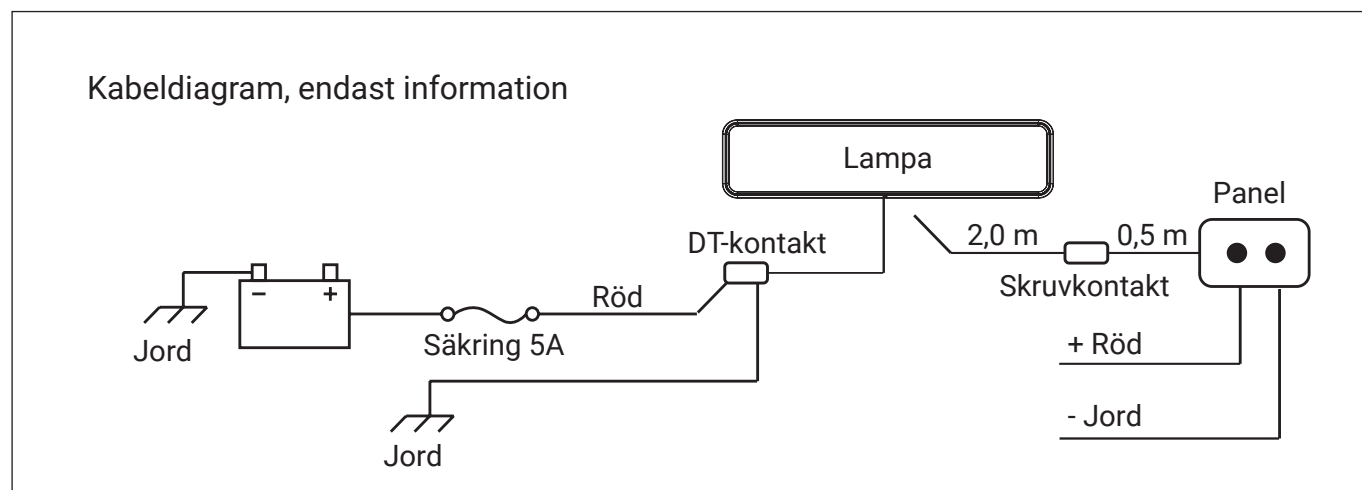 Kabeldiagram, endast information
Lampa
Panel
DT-kontakt
2,0 m
0,5 m
Skruvkontakt
− +
Röd
Säkring 5A
Jord
+ Röd
- Jord
Jord